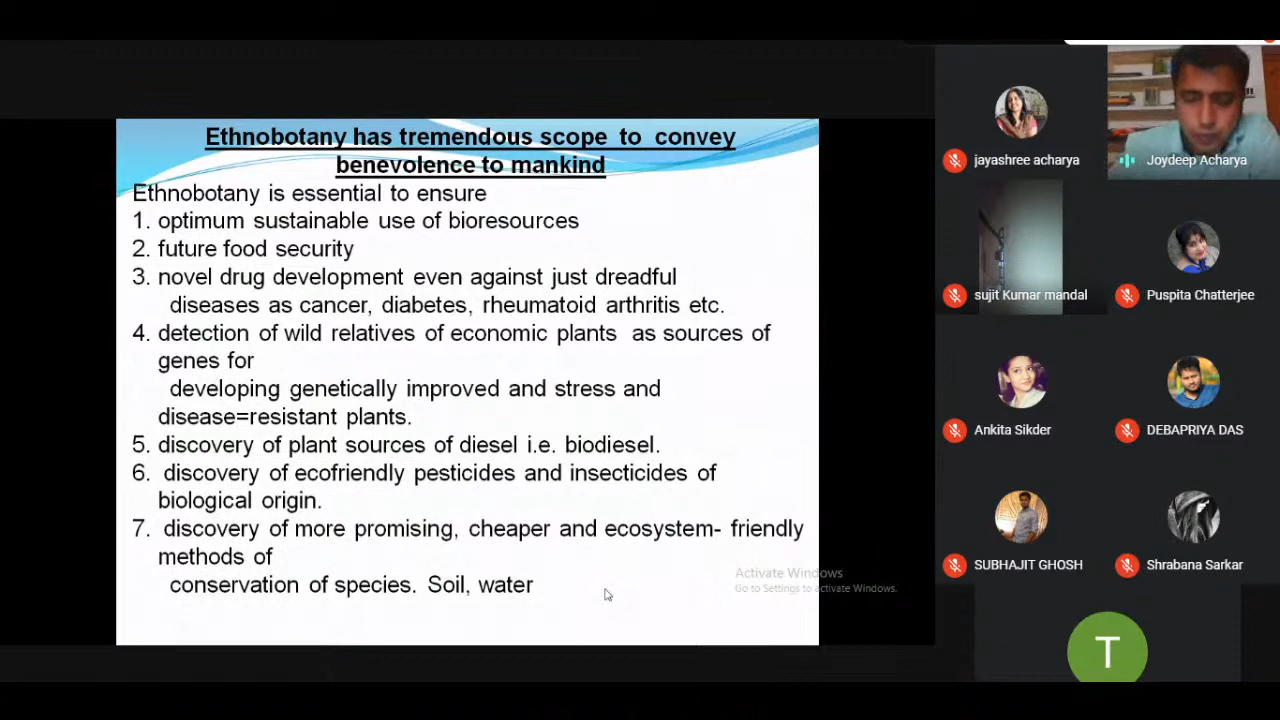 Ethnobotany has tremendous scope to convey
benevolence to mankind
Ethnobotany is essential to ensure
1. optimum sustainable use of bioresources
2. future food security
3. novel drug development even against just dreadful
diseases as cancer, diabetes, rheumatoid arthritis etc.
4. detection of wild relatives of economic plants as sources of
genes for
developing genetically improved and stress and
disease=resistant plants.
5. discovery of plant sources of diesel i.e. biodiesel.
6. discovery of ecofriendly pesticides and insecticides of
biological origin.
7. discovery of more promising, cheaper and ecosystem- friendly
methods of
conservation of species. Soil, water
Activate Windows
Go to Settings to activate Windows.
jayashree acharya
Joydeep Acharya
sujit Kumar mandal
Puspita Chatterjee
Ankita Sikder
DEBAPRIYA DAS
SUBHAJIT GHOSH
Shrabana Sarkar
T